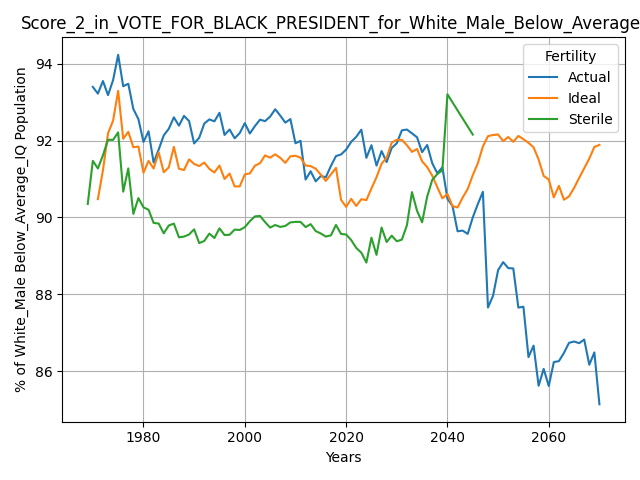 Score_2_in_VOTE_FOR_BLACK_PRESIDENT_for_White_Male_Below_Average
Fertility
Actual
Ideal
Sterile
% of White_Male Below_Average_IQ Population
94
92
90
88
86
1980
2000
2020
2040
2060
Years